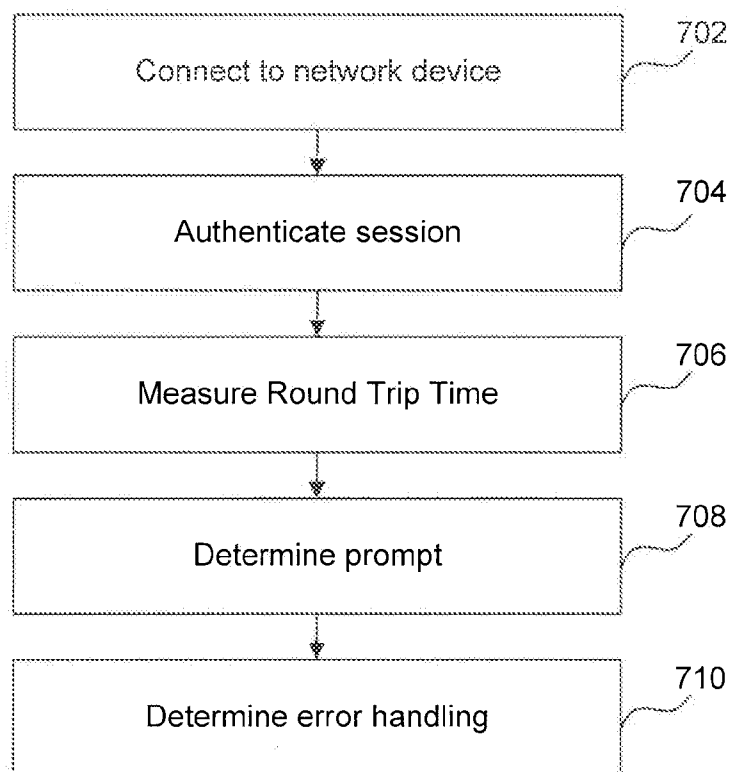 702
Connect to network device
704
Authenticate session
706
Measure Round Trip Time
708
Determine prompt
710
Determine error handling